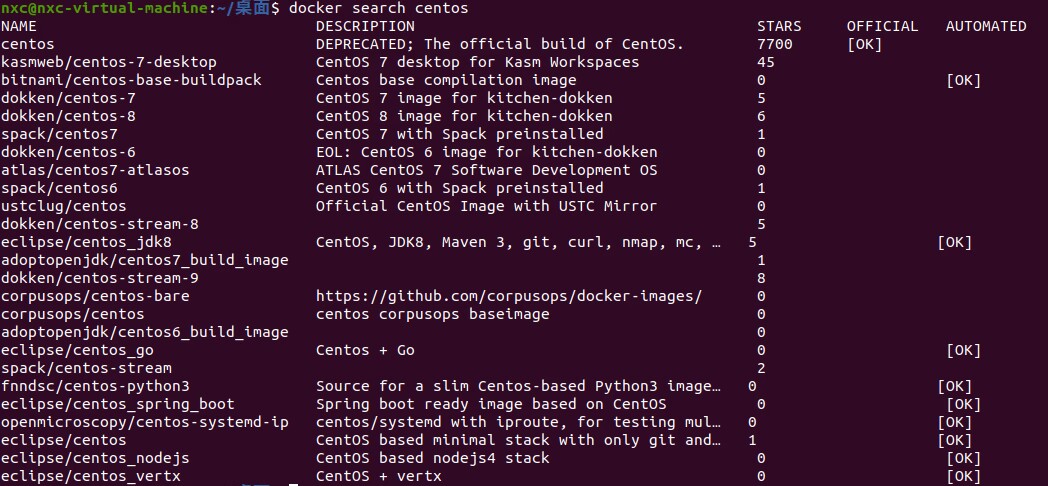 nxc@nxc-virtual-machine:~/桌面$ docker search centos
NAME DESCRIPTION STARS OFFICIAL AUTOMATED
centos DEPRECATED; The official build of CentOS. 7700 [OK]
kasmweb/centos-7-desktop CentOS 7 desktop for Kasm Workspaces 45
bitnami/centos-base-buildpack Centos base compilation image 0 [OK]
dokken/centos-7 CentOS 7 image for kitchen-dokken 5
dokken/centos-8 CentOS 8 image for kitchen-dokken 6
spack/centos7 CentOS 7 with Spack preinstalled 1
dokken/centos-6 EOL: CentOS 6 image for kitchen-dokken 0
atlas/centos7-atlasos ATLAS CentOS 7 Software Development OS 0
spack/centos6 CentOS 6 with Spack preinstalled 1
ustclug/centos Official CentOS Image with USTC Mirror 0
dokken/centos-stream-8 5
eclipse/centos_jdk8 CentOS, JDK8, Maven 3, git, curl, nmap, mc, … 5 [OK]
adoptopenjdk/centos7_build_image 1
dokken/centos-stream-9 8
corpusops/centos-bare https://github.com/corpusops/docker-images/ 0
corpusops/centos centos corpusops baseimage 0
adoptopenjdk/centos6_build_image 0
eclipse/centos_go Centos + Go 0 [OK]
spack/centos-stream 2
fnndsc/centos-python3 Source for a slim Centos-based Python3 image… 0 [OK]
eclipse/centos_spring_boot Spring boot ready image based on CentOS 0 [OK]
openmicroscopy/centos-systemd-ip centos/systemd with iproute, for testing mul… 0 [OK]
eclipse/centos CentOS based minimal stack with only git and… 1 [OK]
eclipse/centos_nodejs CentOS based nodejs4 stack 0 [OK]
eclipse/centos_vertx CentOS + vertx 0 [OK]